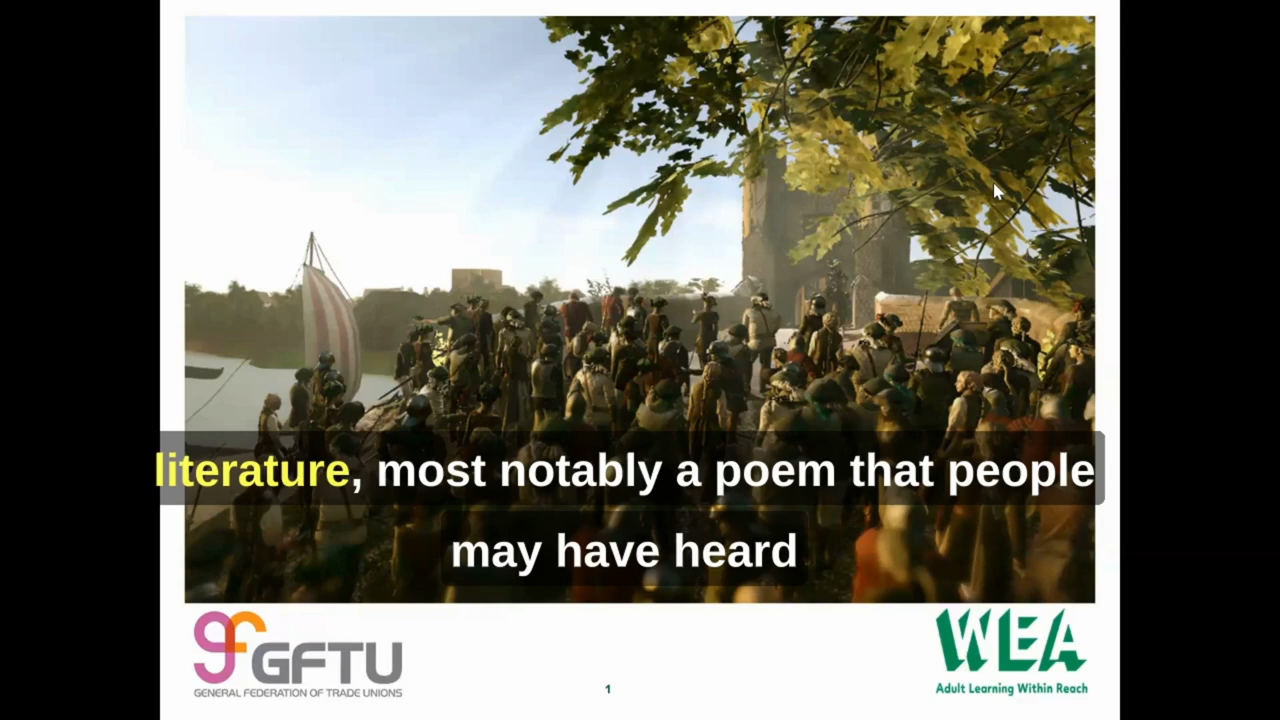 literature, most notably a poem that people
may have heard
gf GFTU
GENERAL FEDERATION OF TRADE UNIONS
1
WEA
Adult Learning Within Reach